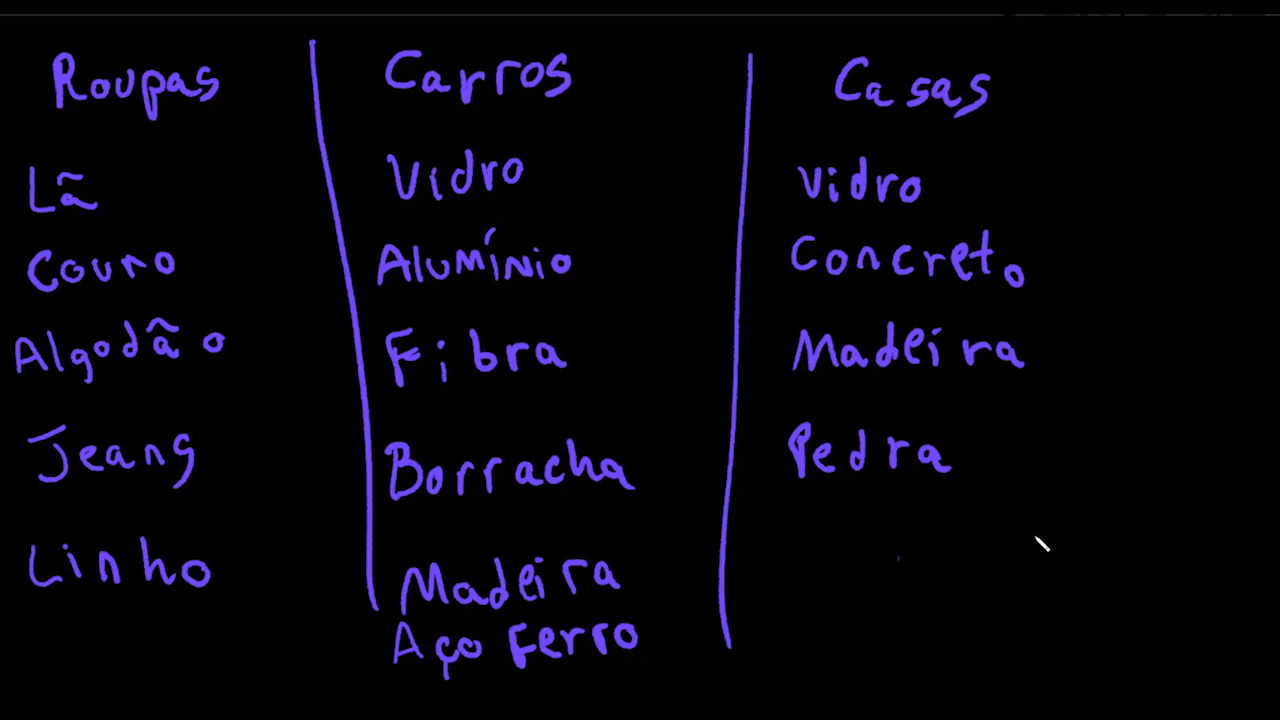 Roupas
Lã
Couro
Algodão
Jeans
Linho
Carros
Vidro
Alumínio
Fibra
Borracha
Madeira
Aço Ferro
Casas
Vidro
Concreto
Madeira
Pedra